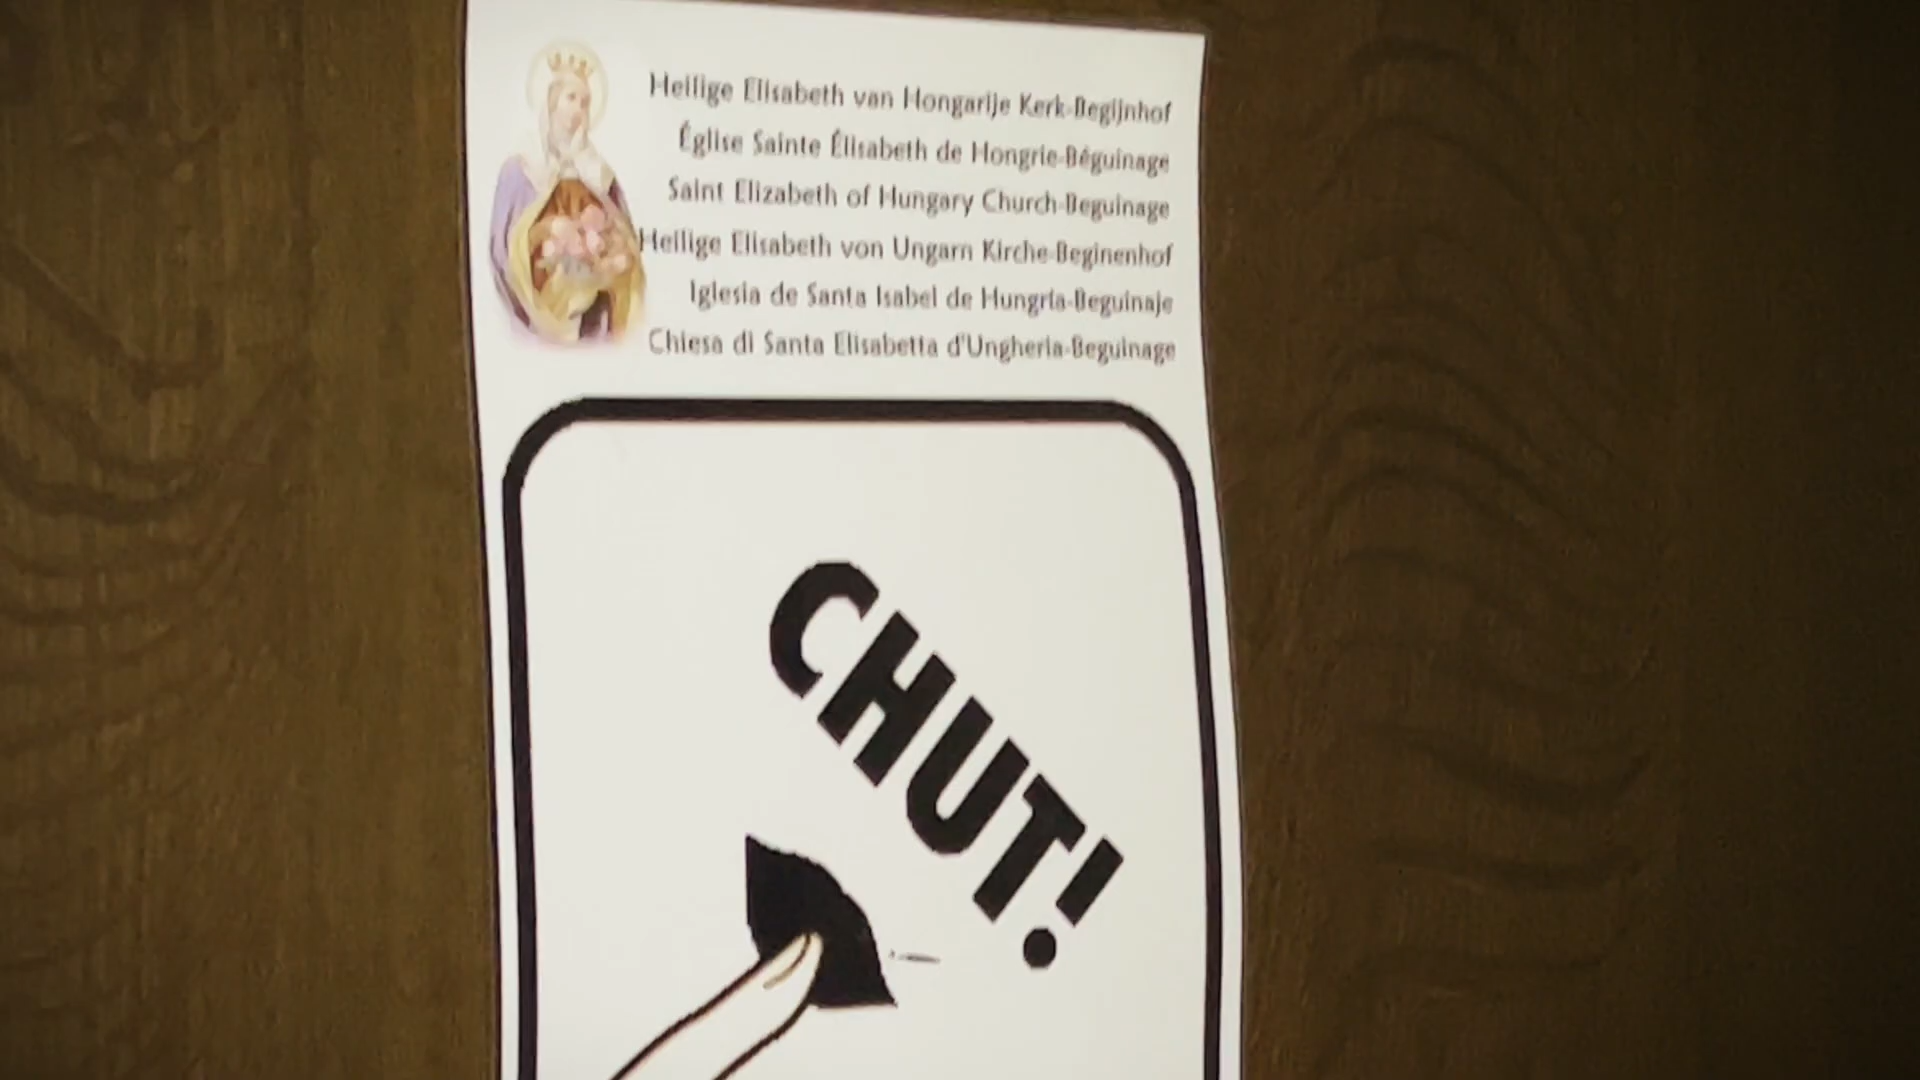 Heilige Elisabeth van Hongarije Kerk-Begijnhof
Église Sainte Élisabeth de Hongrie-Béguinage
Saint Elizabeth of Hungary Church-Beguinage
Heilige Elisabeth von Ungarn Kirche-Beginenhof
Iglesia de Santa Isabel de Hungría-Beguinaje
Chiesa di Santa Elisabetta d'Ungheria-Beguinage
CHUT!